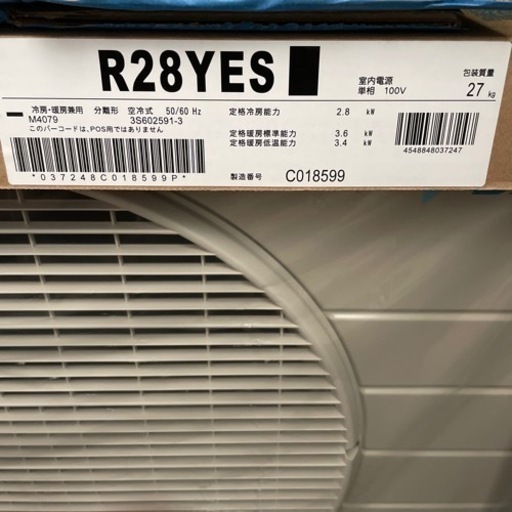 R28YES
室内電源
単相 100V
包装質量
27 kg
冷房・暖房兼用 分離形 空冷式 50/60 Hz
M4079 3S602591-3
このバーコードは、POS用ではありません
*037248C018599P*
定格冷房能力 2.8 kW
定格暖房標準能力 3.6 kW
定格暖房低温能力 3.4 kW
製造番号 C018599
4548848037247